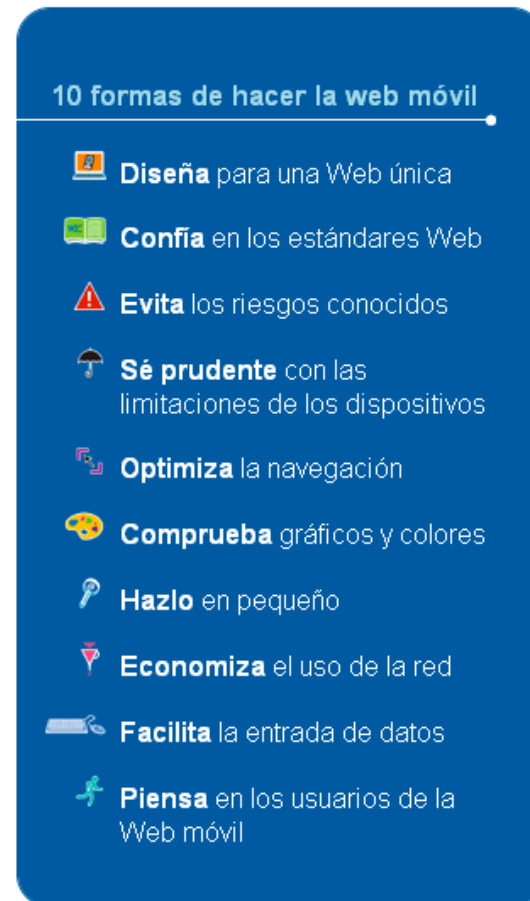 10 formas de hacer la web móvil
Diseña para una Web única
Confía en los estándares Web
Evita los riesgos conocidos
Sé prudente con las
limitaciones de los dispositivos
Optimiza la navegación
Comprueba gráficos y colores
Hazlo en pequeño
Economiza el uso de la red
Facilita la entrada de datos
Piensa en los usuarios de la
Web móvil